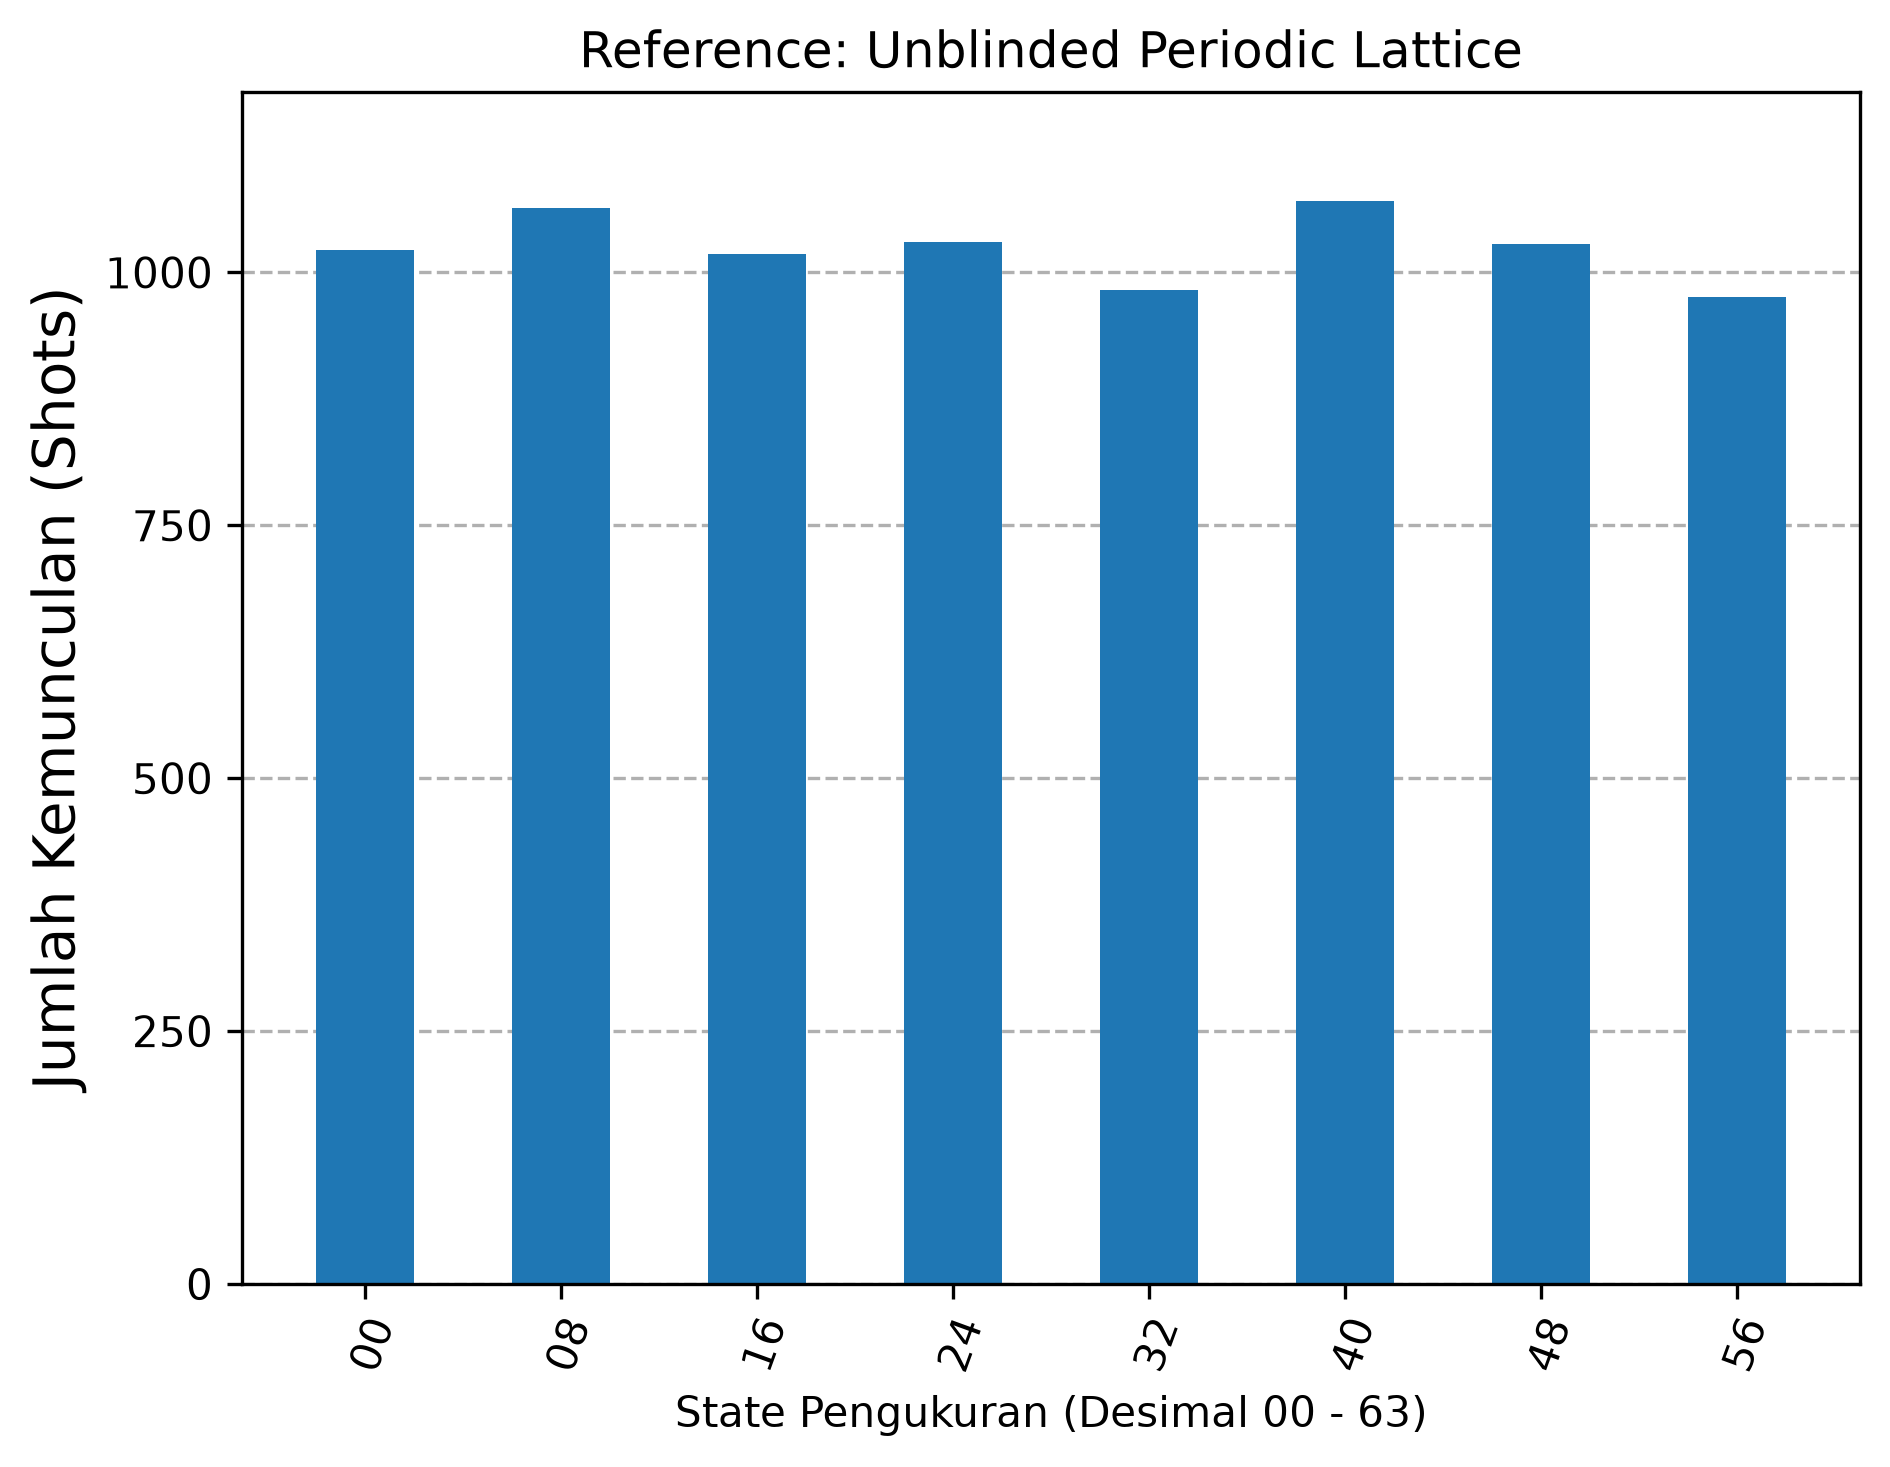 Reference: Unblinded Periodic Lattice
Jumlah Kemunculan (Shots)
1000
750
500
250
0
00 08 16 24 32 40 48 56
State Pengukuran (Desimal 00 - 63)